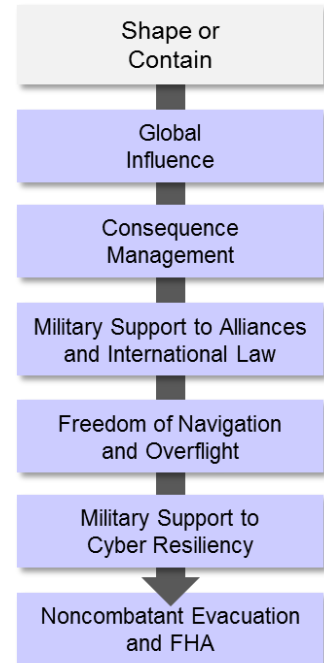 Shape or
Contain
Global
Influence
Consequence
Management
Military Support to Alliances
and International Law
Freedom of Navigation
and Overflight
Military Support to
Cyber Resiliency
Noncombatant Evacuation
and FHA